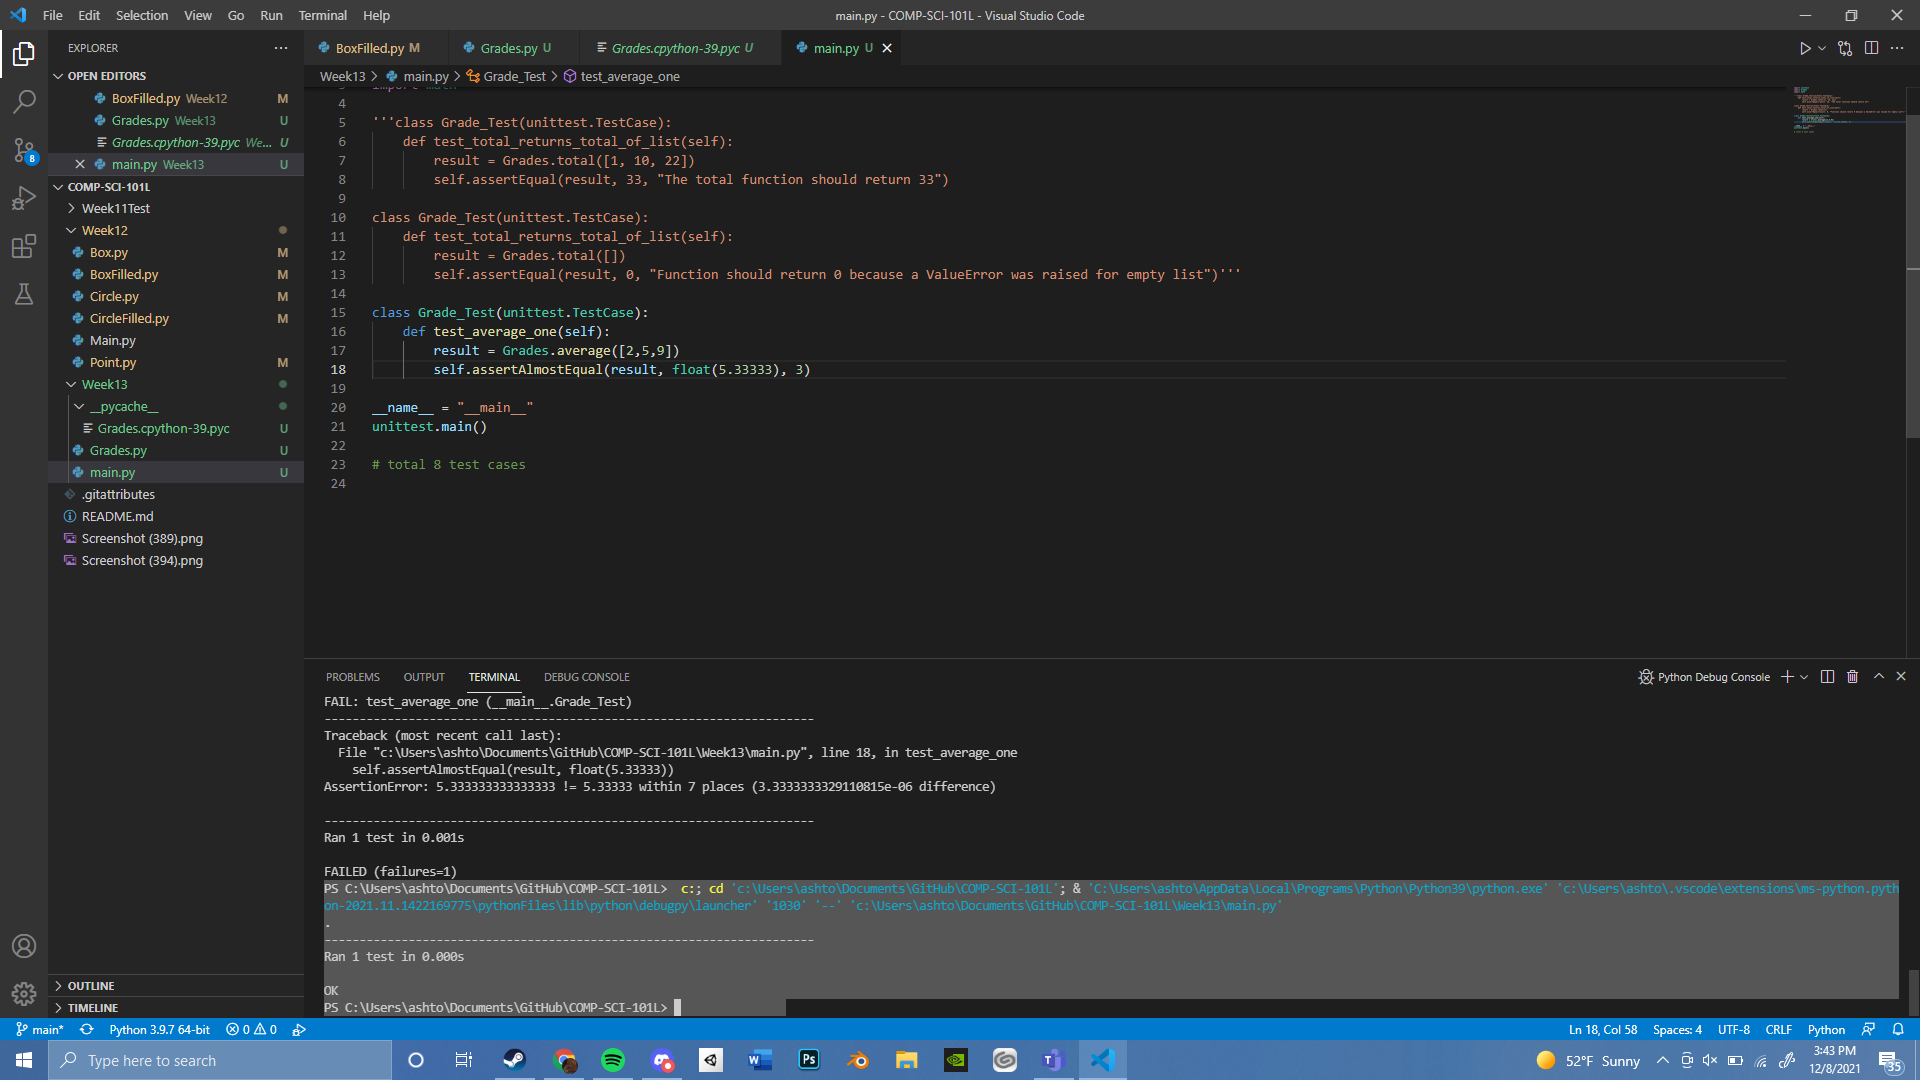 File Edit Selection View Go Run Terminal Help
main.py - COMP-SCI-101L - Visual Studio Code
EXPLORER
OPEN EDITORS
BoxFilled.py Week12 M
Grades.py Week13 U
Grades.cpython-39.pyc We... U
main.py Week13 U
COMP-SCI-101L
Week11Test
Week12
Box.py M
BoxFilled.py M
Circle.py M
CircleFilled.py M
Main.py
Point.py M
Week13
__pycache__
Grades.cpython-39.pyc U
Grades.py U
main.py U
.gitattributes
README.md
Screenshot (389).png
Screenshot (394).png
OUTLINE
TIMELINE
8
BoxFilled.py M
Grades.py U
Grades.cpython-39.pyc U
main.py U
Week13 > main.py > Grade_Test > test_average_one
3 import math
4
5 '''class Grade_Test(unittest.TestCase):
6 def test_total_returns_total_of_list(self):
7 result = Grades.total([1, 10, 22])
8 self.assertEqual(result, 33, "The total function should return 33")
9
10 class Grade_Test(unittest.TestCase):
11 def test_total_returns_total_of_list(self):
12 result = Grades.total([])
13 self.assertEqual(result, 0, "Function should return 0 because a ValueError was raised for empty list")'''
14
15 class Grade_Test(unittest.TestCase):
16 def test_average_one(self):
17 result = Grades.average([2,5,9])
18 self.assertAlmostEqual(result, float(5.33333), 3)
19
20 __name__ = "__main__"
21 unittest.main()
22
23 # total 8 test cases
24
PROBLEMS OUTPUT TERMINAL DEBUG CONSOLE
Python Debug Console
FAIL: test_average_one (__main__.Grade_Test)
----------------------------------------------------------------------
Traceback (most recent call last):
File "c:\Users\ashto\Documents\GitHub\COMP-SCI-101L\Week13\main.py", line 18, in test_average_one
self.assertAlmostEqual(result, float(5.33333))
AssertionError: 5.333333333333333 != 5.33333 within 7 places (3.3333333329110815e-06 difference)
----------------------------------------------------------------------
Ran 1 test in 0.001s
FAILED (failures=1)
PS C:\Users\ashto\Documents\GitHub\COMP-SCI-101L> c:; cd 'c:\Users\ashto\Documents\GitHub\COMP-SCI-101L'; & 'C:\Users\ashto\AppData\Local\Programs\Python\Python39\python.exe' 'c:\Users\ashto\.vscode\extensions\ms-python.pyth
on-2021.11.1422169775\pythonFiles\lib\python\debugpy\launcher' '1030' '--' 'c:\Users\ashto\Documents\GitHub\COMP-SCI-101L\Week13\main.py'
.
----------------------------------------------------------------------
Ran 1 test in 0.000s
OK
PS C:\Users\ashto\Documents\GitHub\COMP-SCI-101L>
main* Python 3.9.7 64-bit 0 0
Ln 18, Col 58 Spaces: 4 UTF-8 CRLF Python
Type here to search
52°F Sunny
3:43 PM
12/8/2021
35